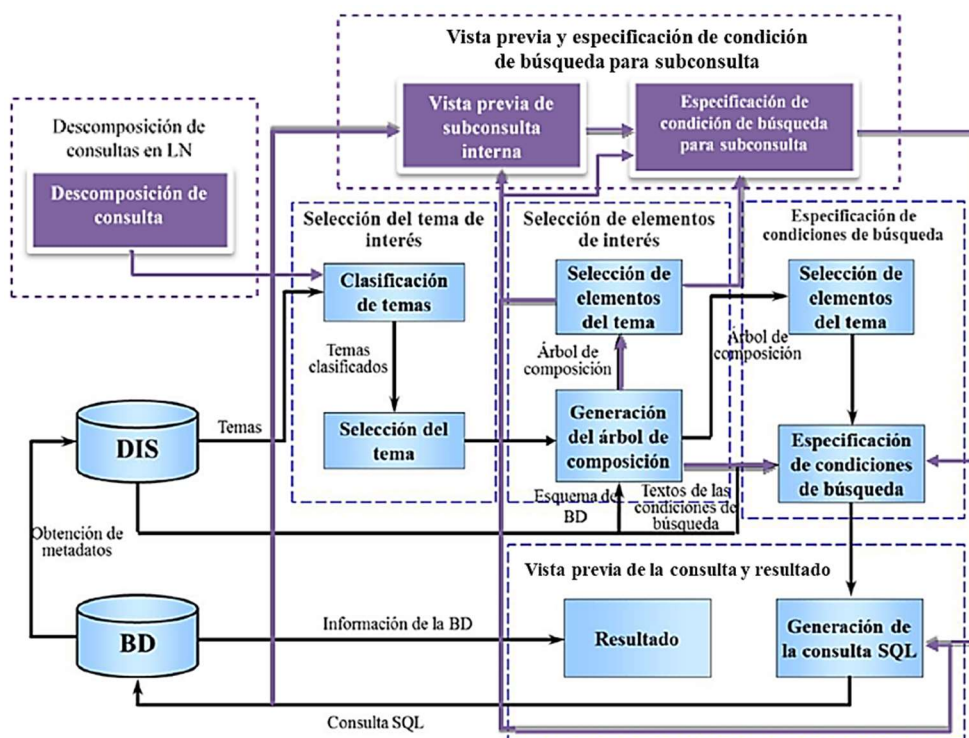 Vista previa y especificación de condición
de búsqueda para subconsulta
Vista previa de
subconsulta
interna
Especificación de
condición de búsqueda
para subconsulta
Descomposición de
consultas en LN
Descomposición de
consulta
Selección del tema de
interés
Clasificación
de temas
Temas
clasificados
Selección del
tema
Selección de elementos
de interés
Selección de
elementos
del tema
Árbol de
composición
Generación
del árbol de
composición
Especificación de
condiciones de búsqueda
Selección de
elementos
del tema
Árbol de
composición
Especificación
de condiciones
de búsqueda
DIS
Temas
Esquema de
BD
Textos de las
condiciones de
búsqueda
Obtención de
metadatos
BD
Información de la BD
Vista previa de la consulta y resultado
Resultado
Generación de
la consulta SQL
Consulta SQL